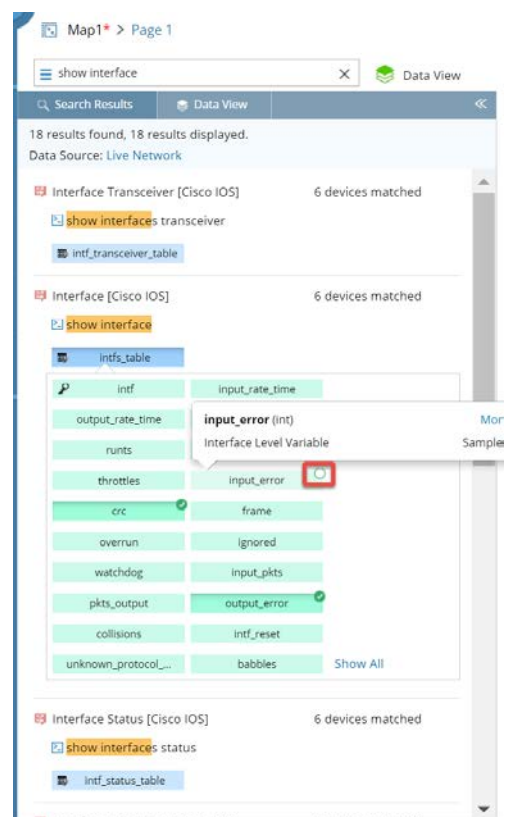 Map1* > Page 1
show interface
Data View
Search Results Data View
18 results found, 18 results displayed.
Data Source: Live Network
Interface Transceiver [Cisco IOS] 6 devices matched
show interfaces transceiver
intf_transceiver_table
Interface [Cisco IOS] 6 devices matched
show interface
intfs_table
intf input_rate_time
output_rate_time input_error (int) Mor
runts Interface Level Variable Sample
throttles input_error
crc frame
overrun ignored
watchdog input_pkts
pkts_output output_error
collisions intf_reset
unknown_protocol_... babbles Show All
Interface Status [Cisco IOS] 6 devices matched
show interfaces status
intf_status_table